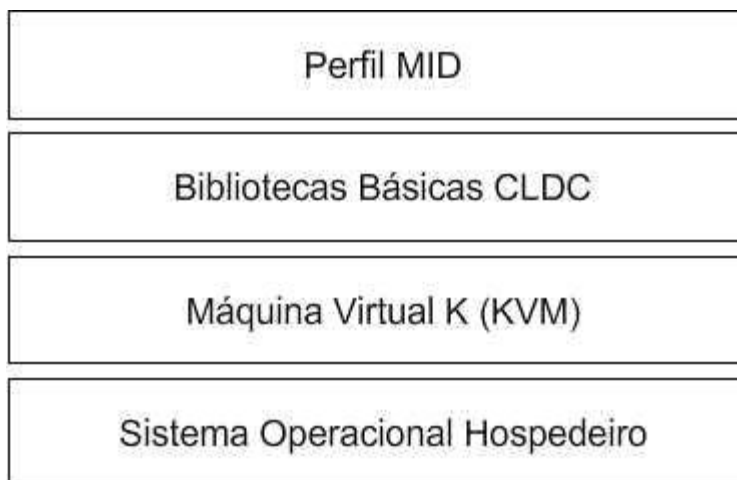 Perfil MID
Bibliotecas Básicas CLDC
Máquina Virtual K (KVM)
Sistema Operacional Hospedeiro